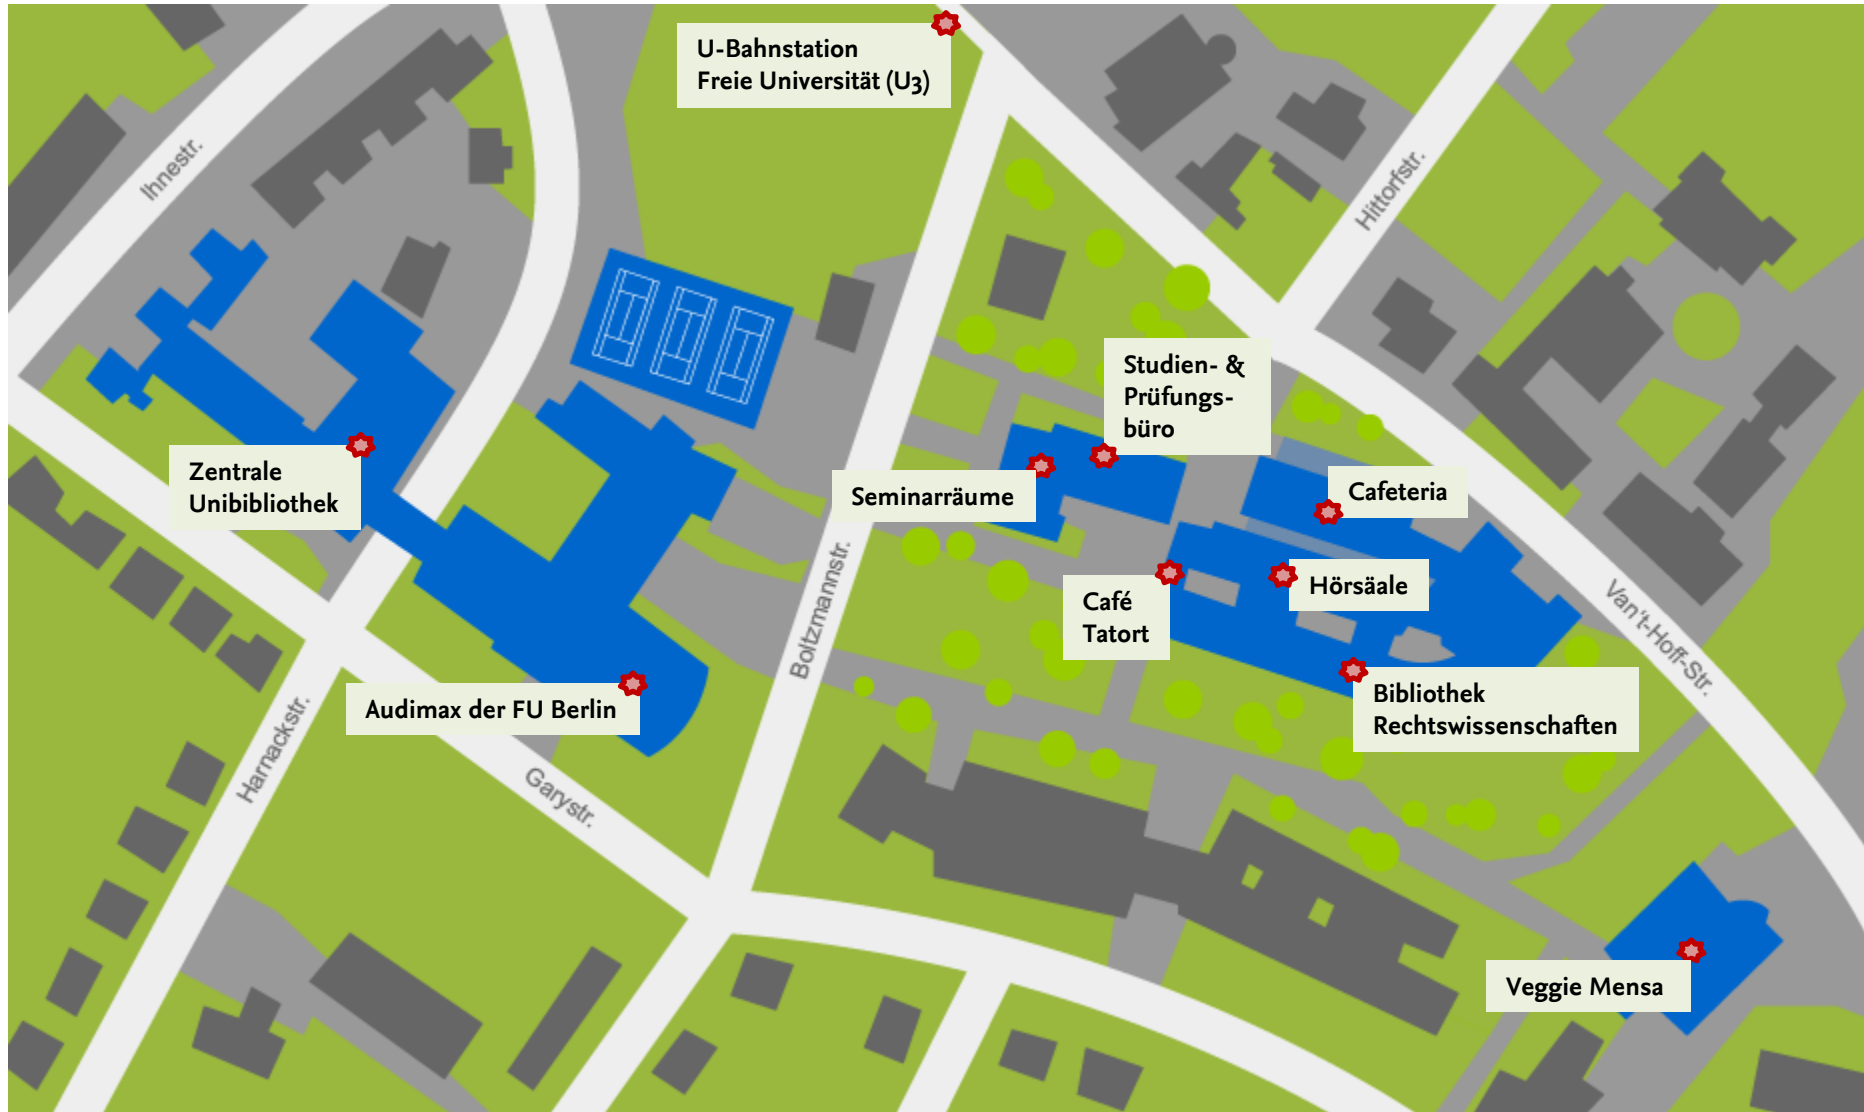 U-Bahnstation
Freie Universität (U3)
Ihnestr.
Hittorfstr.
Studien- &
Prüfungs-
büro
Zentrale
Unibibliothek
Seminarräume
Cafeteria
Boltzmannstr.
Café
Tatort
Hörsäale
Van't-Hoff-Str.
Audimax der FU Berlin
Bibliothek
Rechtswissenschaften
Harnackstr.
Garystr.
Veggie Mensa